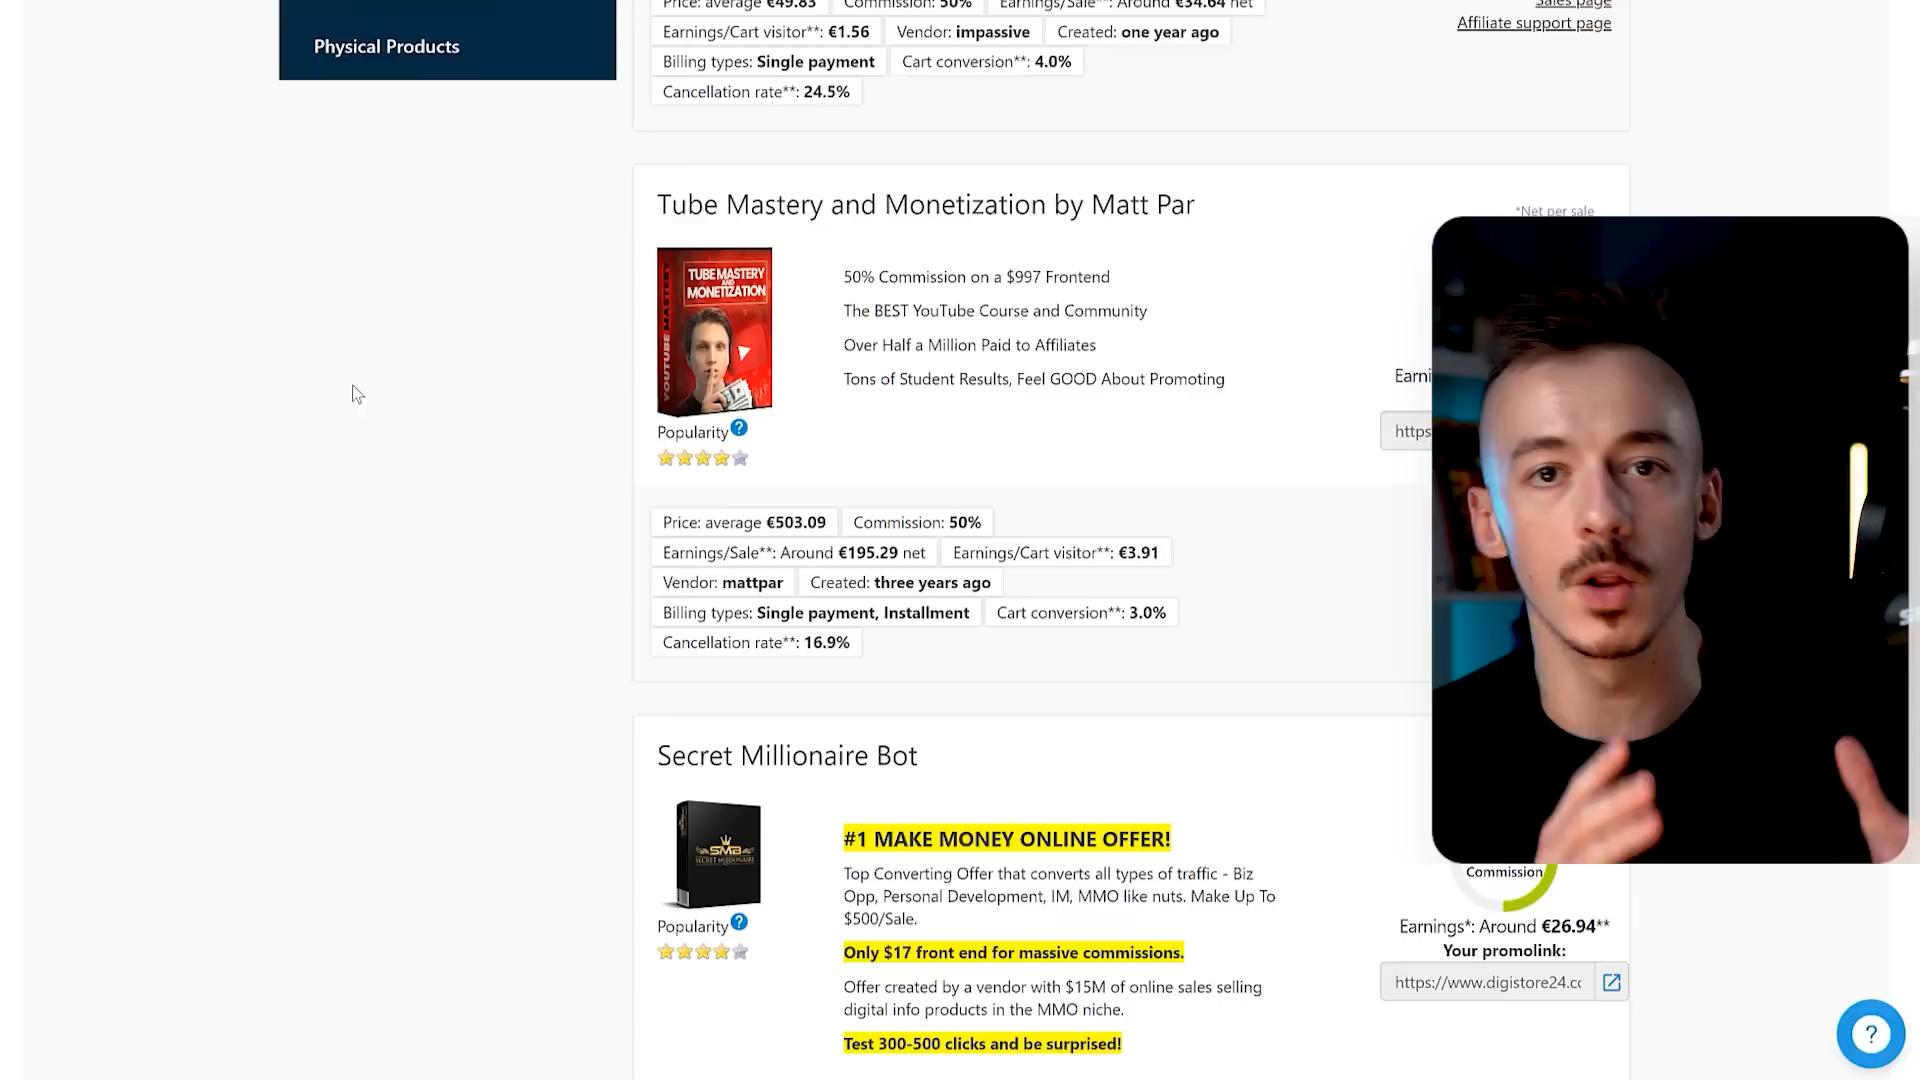 Price: average €49.83
Commission: 50%
Earnings/Sale**: Around €34.64 net
Sales page
Affiliate support page
Physical Products
Earnings/Cart visitor**: €1.56
Vendor: impassive
Created: one year ago
Billing types: Single payment
Cart conversion**: 4.0%
Cancellation rate**: 24.5%
Tube Mastery and Monetization by Matt Par
*Net per sale
YOUTUBE MASTERY
TUBE MASTERY
AND
MONETIZATION
50% Commission on a $997 Frontend
The BEST YouTube Course and Community
Over Half a Million Paid to Affiliates
Tons of Student Results, Feel GOOD About Promoting
Earni
https
Popularity ?
Price: average €503.09
Commission: 50%
Earnings/Sale**: Around €195.29 net
Earnings/Cart visitor**: €3.91
Vendor: mattpar
Created: three years ago
Billing types: Single payment, Installment
Cart conversion**: 3.0%
Cancellation rate**: 16.9%
Secret Millionaire Bot
SMB
SECRET MILLIONAIRE
#1 MAKE MONEY ONLINE OFFER!
Top Converting Offer that converts all types of traffic - Biz
Opp, Personal Development, IM, MMO like nuts. Make Up To
$500/Sale.
Only $17 front end for massive commissions.
Offer created by a vendor with $15M of online sales selling
digital info products in the MMO niche.
Test 300-500 clicks and be surprised!
Popularity ?
Commission
Earnings*: Around €26.94**
Your promolink:
https://www.digistore24.cc
?